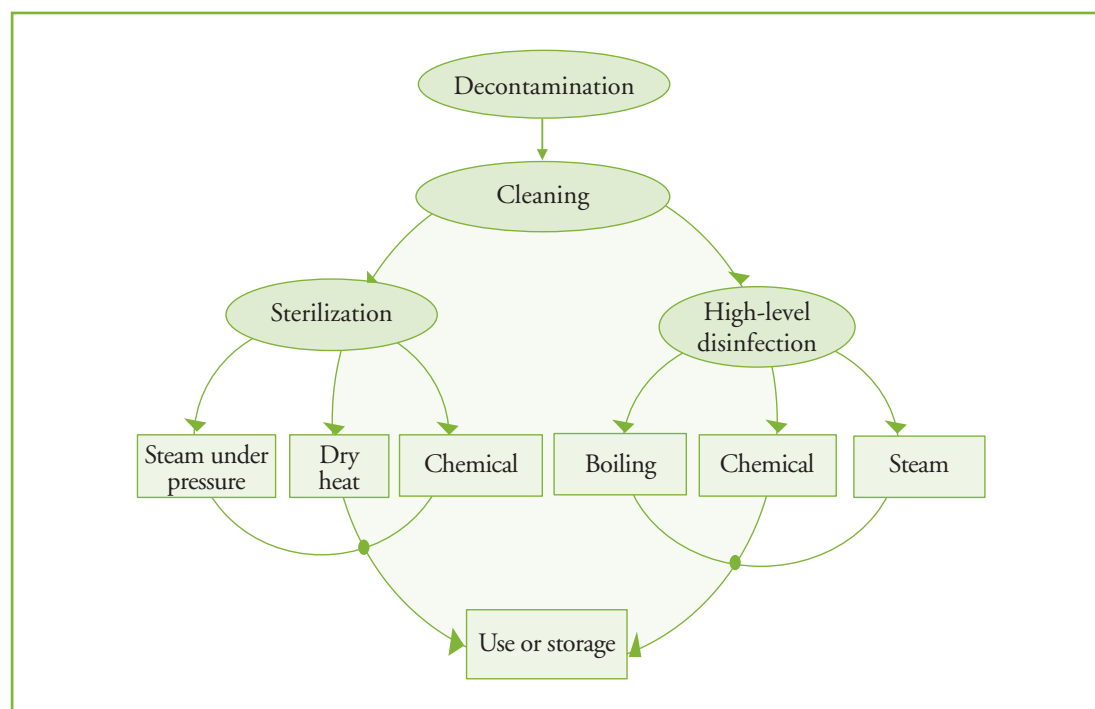 Decontamination
Cleaning
Sterilization
High-level
disinfection
Steam under
pressure
Dry
heat
Chemical
Boiling
Chemical
Steam
Use or storage